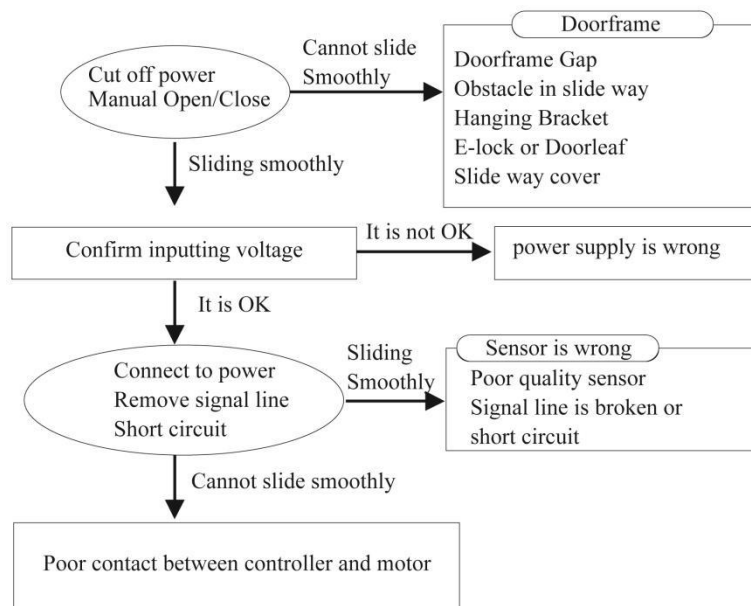 Cut off power
Manual Open/Close
Cannot slide
Smoothly
Doorframe
Doorframe Gap
Obstacle in slide way
Hanging Bracket
E-lock or Doorleaf
Slide way cover
Sliding smoothly
Confirm inputting voltage
It is not OK
power supply is wrong
It is OK
Connect to power
Remove signal line
Short circuit
Sliding
Smoothly
Sensor is wrong
Poor quality sensor
Signal line is broken or
short circuit
Cannot slide smoothly
Poor contact between controller and motor